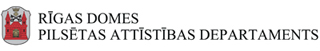 RĪGAS DOMES
PILSĒTAS ATTĪSTĪBAS DEPARTAMENTS